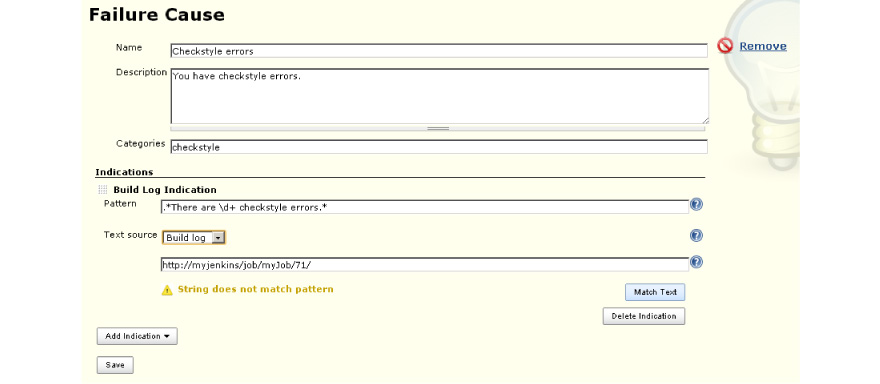 Failure Cause
Name
Checkstyle errors
Remove
Description
You have checkstyle errors.
Categories
checkstyle
Indications
Build Log Indication
Pattern
.*There are \d+ checkstyle errors.*
Text source
Build log
http://myjenkins/job/myJob/71/
String does not match pattern
Match Text
Delete Indication
Add Indication
Save